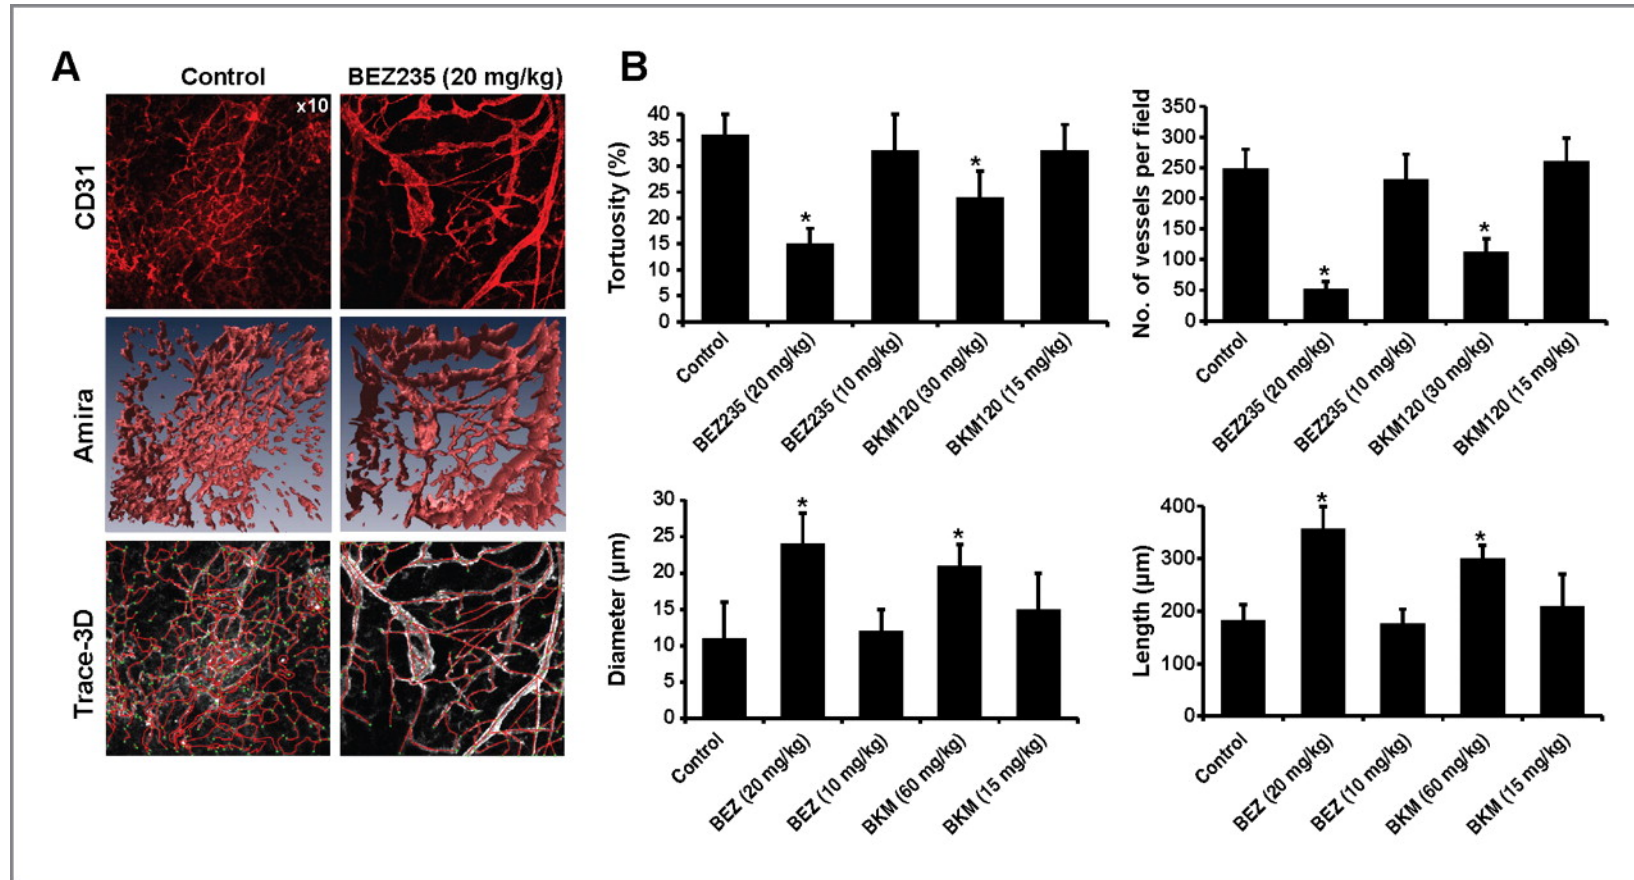 A
Control
BEZ235 (20 mg/kg)
x10
CD31
Amira
Trace-3D
B
Tortuosity (%)
40
35
30
25
20
15
10
5
0
*
*
Control
BEZ235 (20 mg/kg)
BEZ235 (10 mg/kg)
BKM120 (30 mg/kg)
BKM120 (15 mg/kg)
No. of vessels per field
350
300
250
200
150
100
50
0
*
*
Control
BEZ235 (20 mg/kg)
BEZ235 (10 mg/kg)
BKM120 (30 mg/kg)
BKM120 (15 mg/kg)
Diameter (µm)
30
25
20
15
10
5
0
*
*
Control
BEZ (20 mg/kg)
BEZ (10 mg/kg)
BKM (60 mg/kg)
BKM (15 mg/kg)
Length (µm)
400
300
200
100
0
*
*
Control
BEZ (20 mg/kg)
BEZ (10 mg/kg)
BKM (60 mg/kg)
BKM (15 mg/kg)